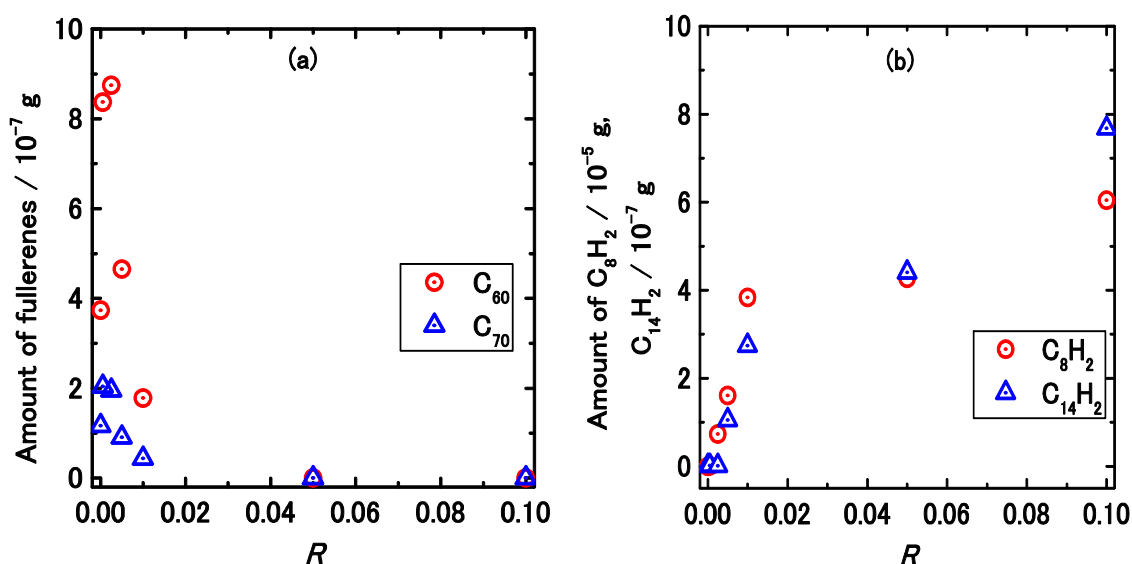 (a)
Amount of fullerenes / 10⁻⁷ g
10
8
6
4
2
0
0.00 0.02 0.04 0.06 0.08 0.10
R
C₆₀
C₇₀
(b)
Amount of C₈H₂ / 10⁻⁵ g,
C₁₄H₂ / 10⁻⁷ g
10
8
6
4
2
0
0.00 0.02 0.04 0.06 0.08 0.10
R
C₈H₂
C₁₄H₂